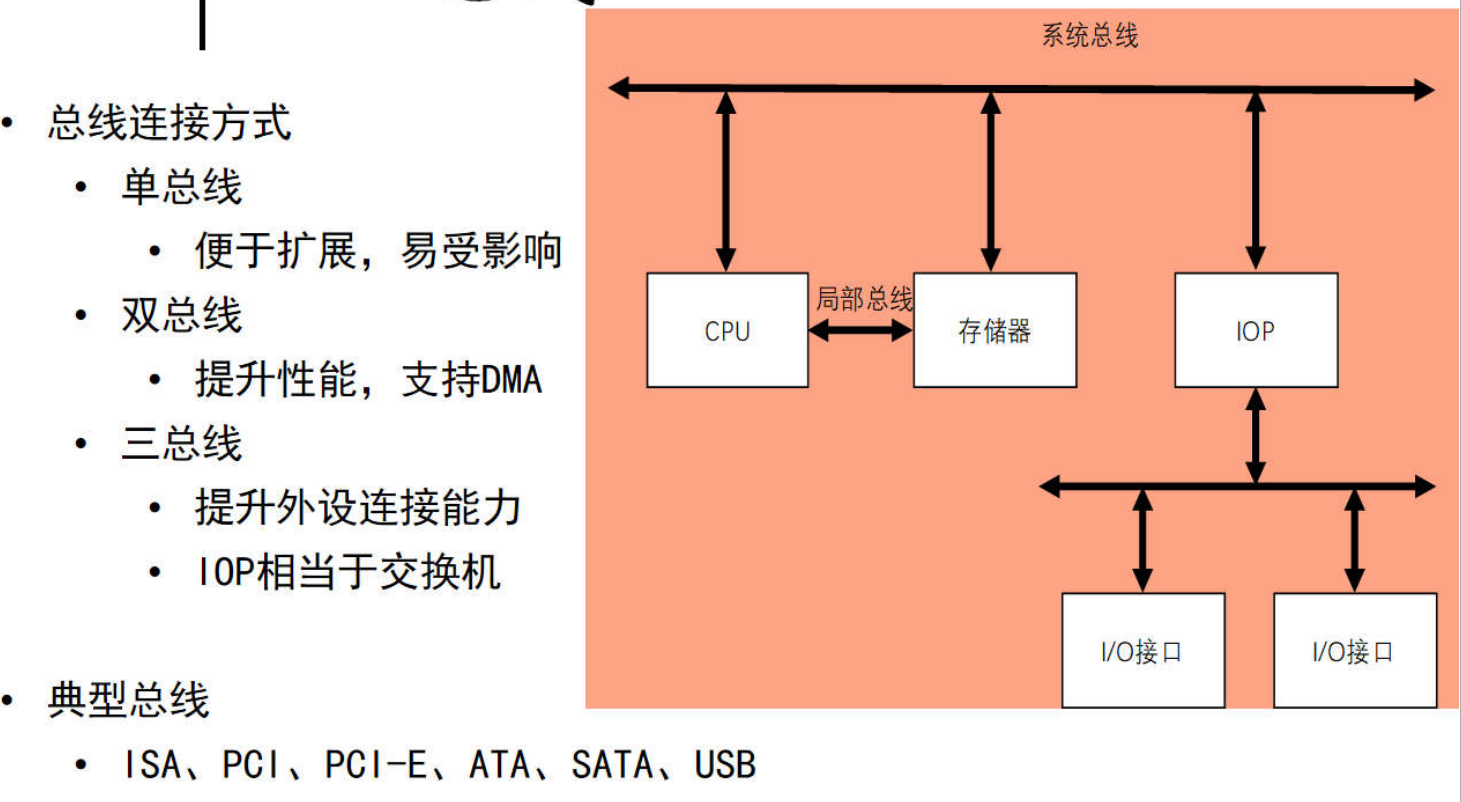 总线连接方式
单总线
便于扩展，易受影响
双总线
提升性能，支持DMA
三总线
提升外设连接能力
IOP相当于交换机
典型总线
ISA、PCI、PCI-E、ATA、SATA、USB
系统总线
CPU
局部总线
存储器
IOP
I/O接口
I/O接口